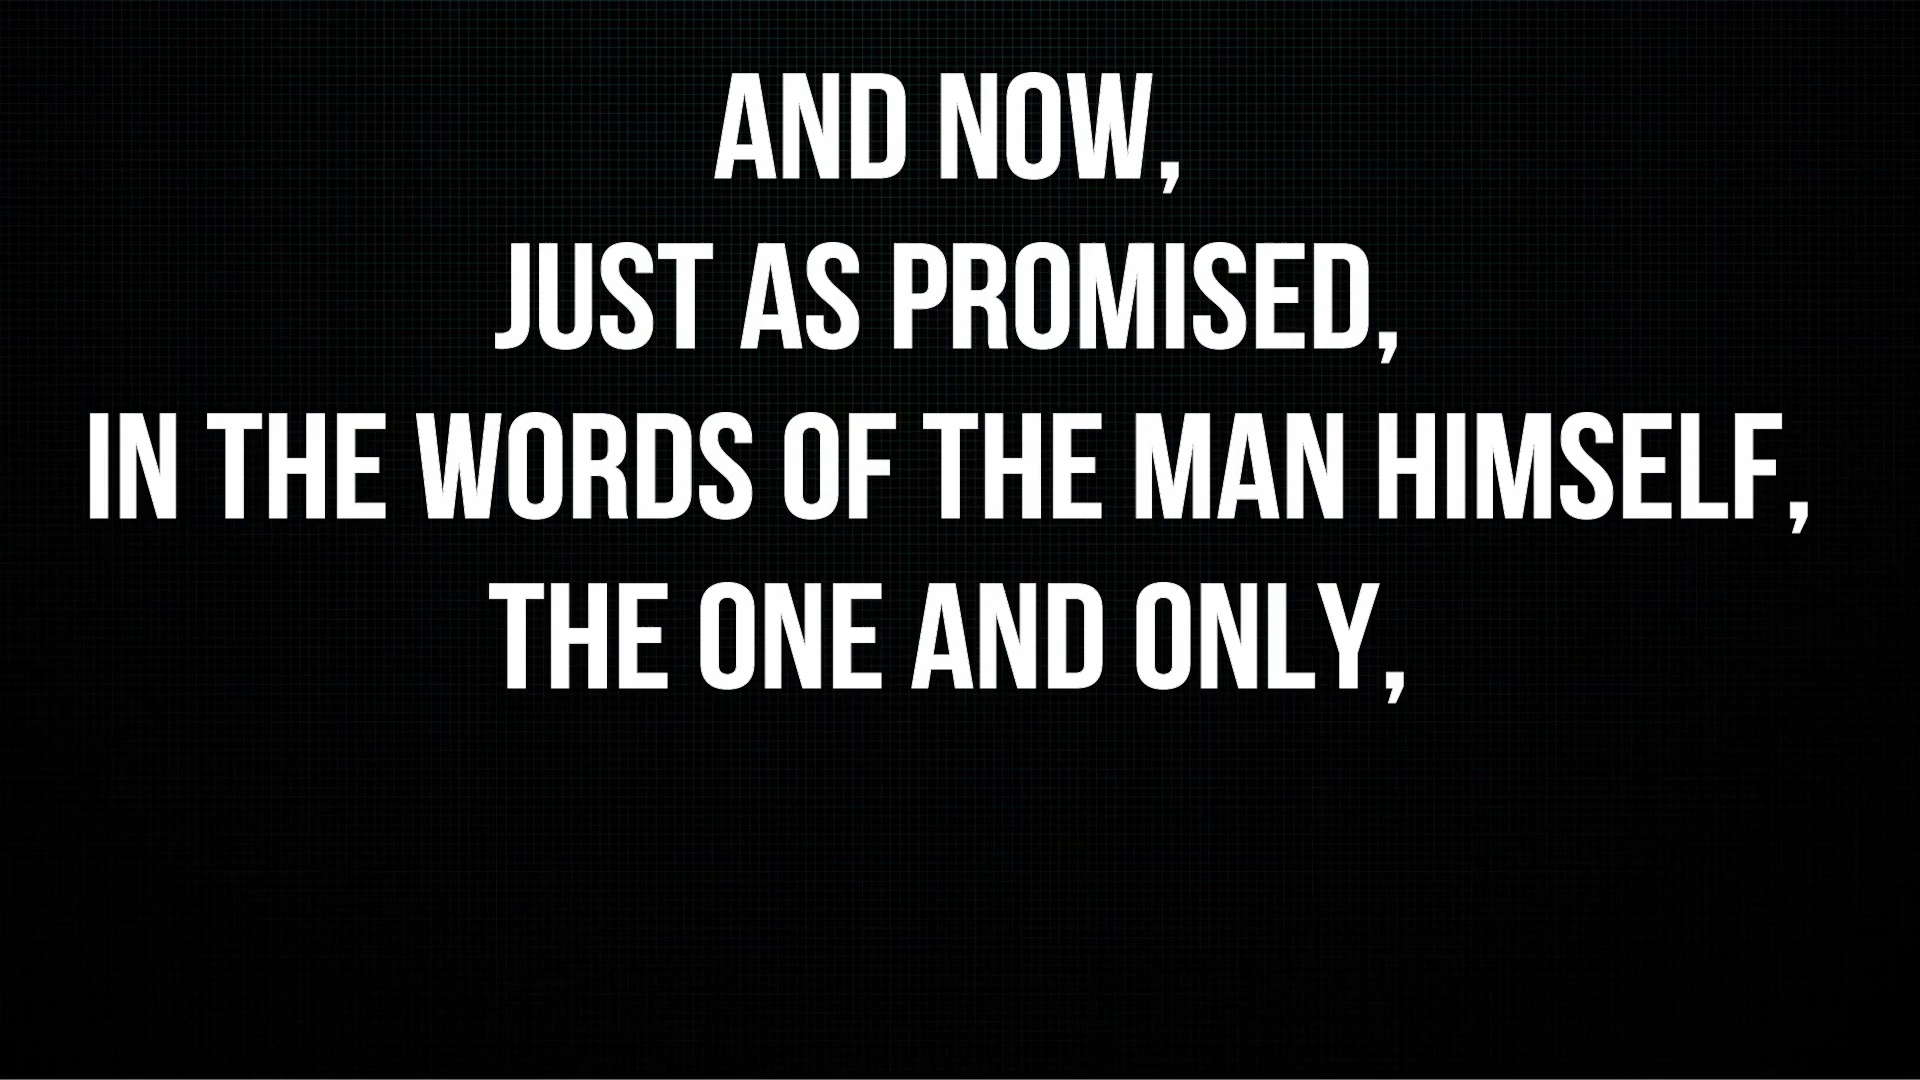 AND NOW,
JUST AS PROMISED,
IN THE WORDS OF THE MAN HIMSELF,
THE ONE AND ONLY,